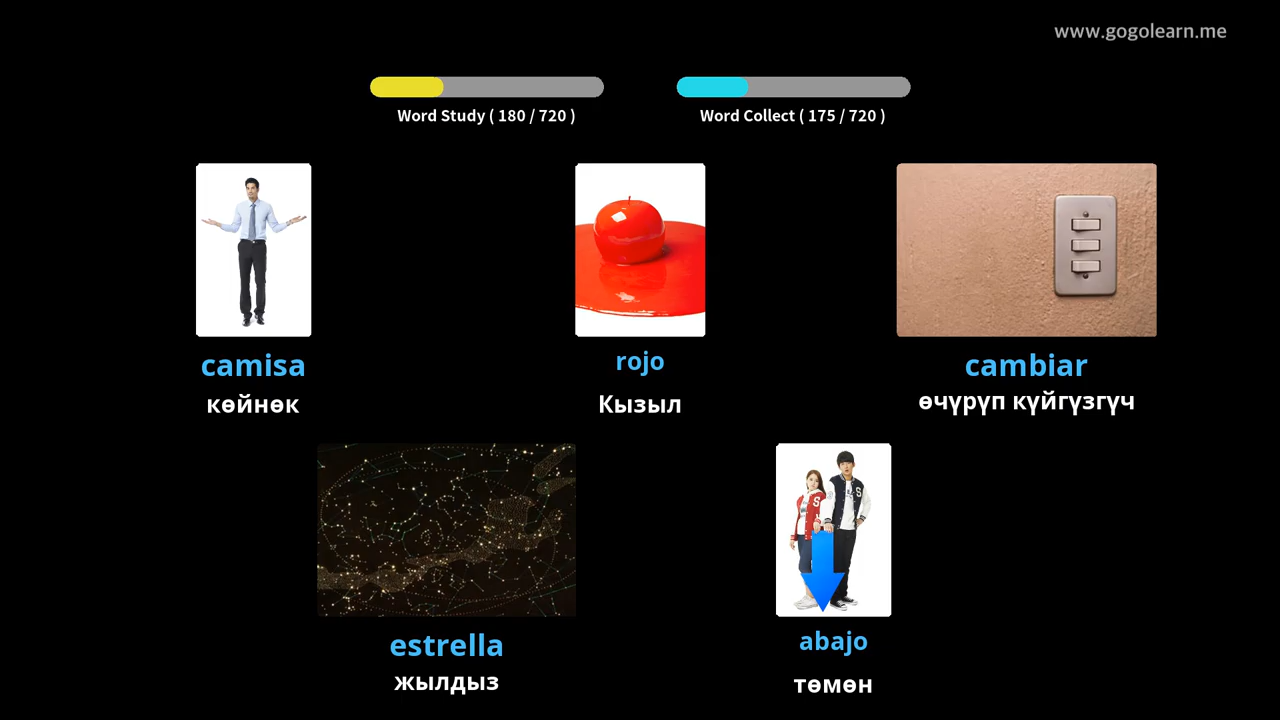 www.gogolearn.me
Word Study ( 180 / 720 )
Word Collect ( 175 / 720 )
camisa
көйнөк
rojo
Кызыл
cambiar
өчүрүп күйгүзгүч
estrella
жылдыз
abajo
төмөн